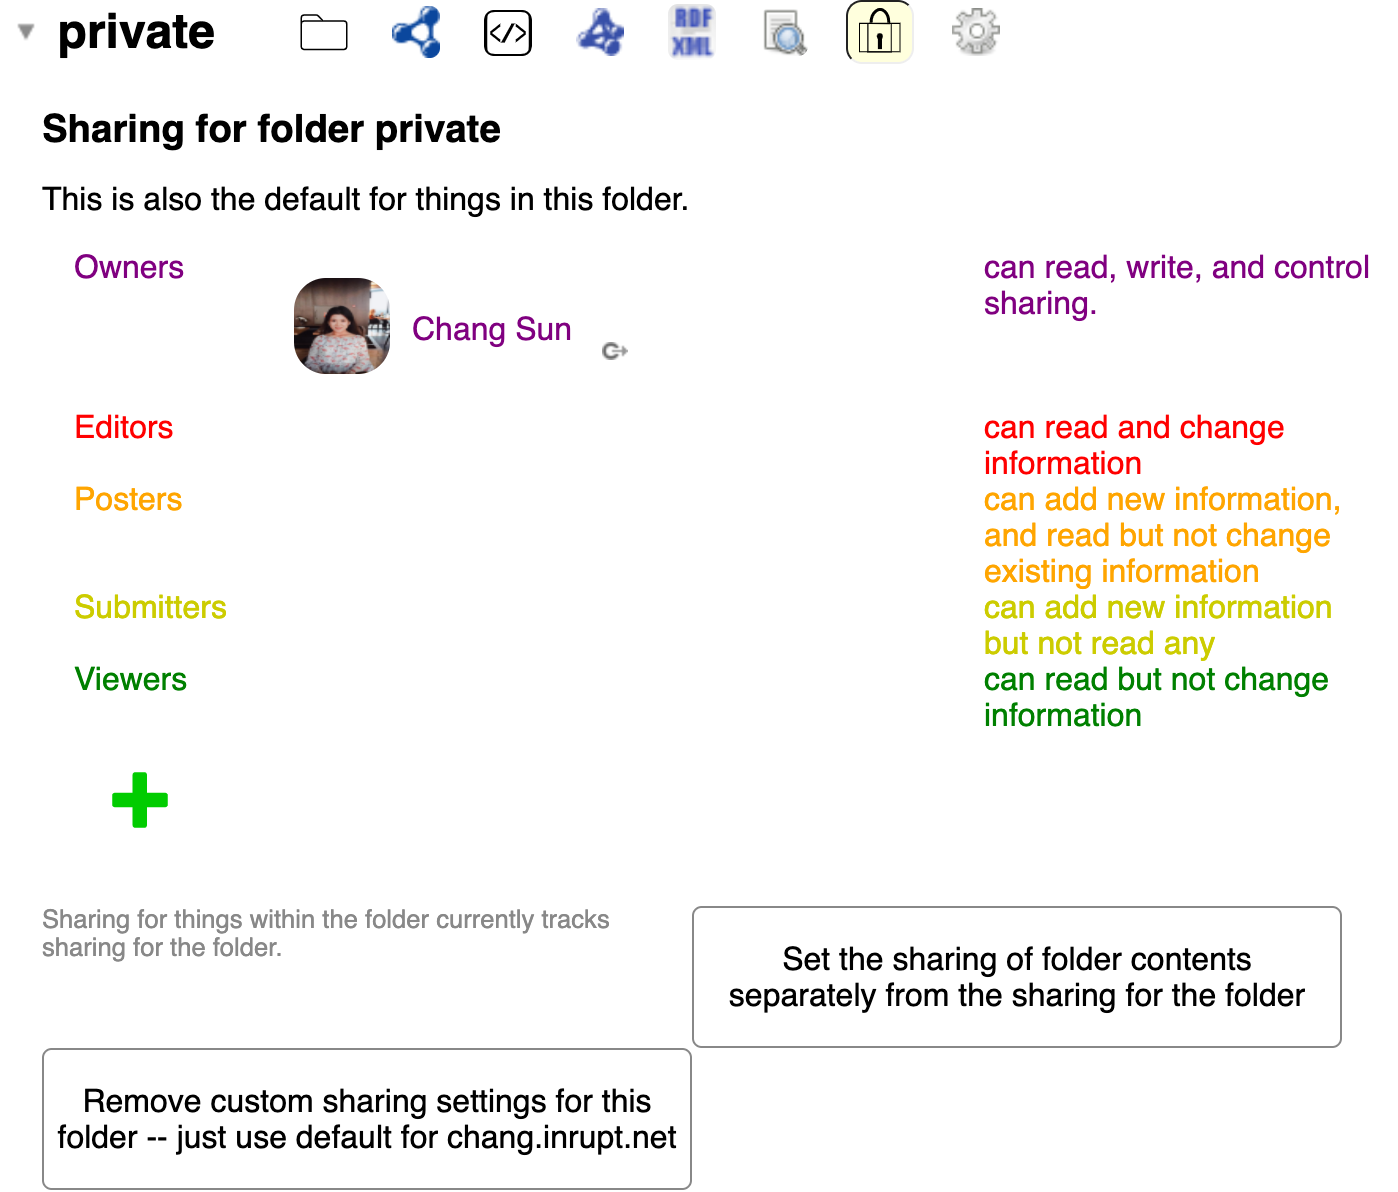 private
</>
RDF
XML
Sharing for folder private
This is also the default for things in this folder.
Owners
can read, write, and control
sharing.
Chang Sun
Editors
can read and change
information
Posters
can add new information,
and read but not change
existing information
Submitters
can add new information
but not read any
Viewers
can read but not change
information
Sharing for things within the folder currently tracks
sharing for the folder.
Set the sharing of folder contents
separately from the sharing for the folder
Remove custom sharing settings for this
folder -- just use default for chang.inrupt.net